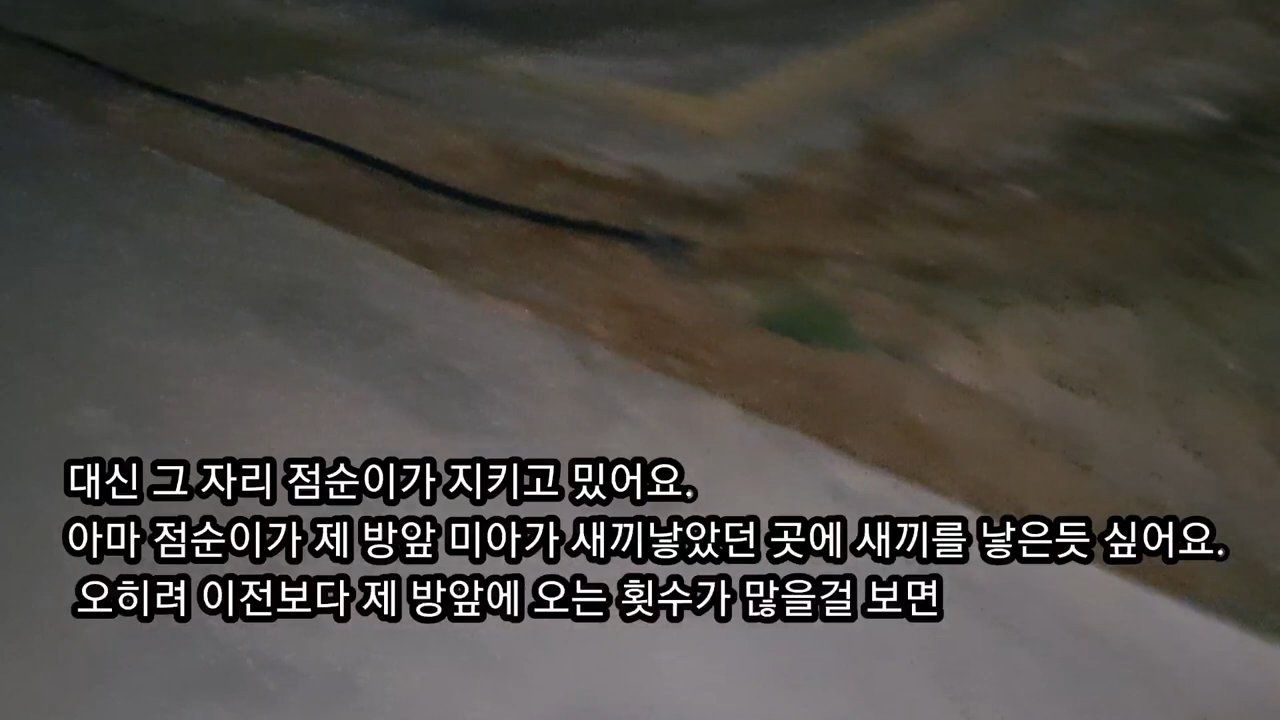 대신 그 자리 점순이가 지키고 밌어요.
아마 점순이가 제 방앞 미아가 새끼낳았던 곳에 새끼를 낳은듯 싶어요.
오히려 이전보다 제 방앞에 오는 횟수가 많을걸 보면